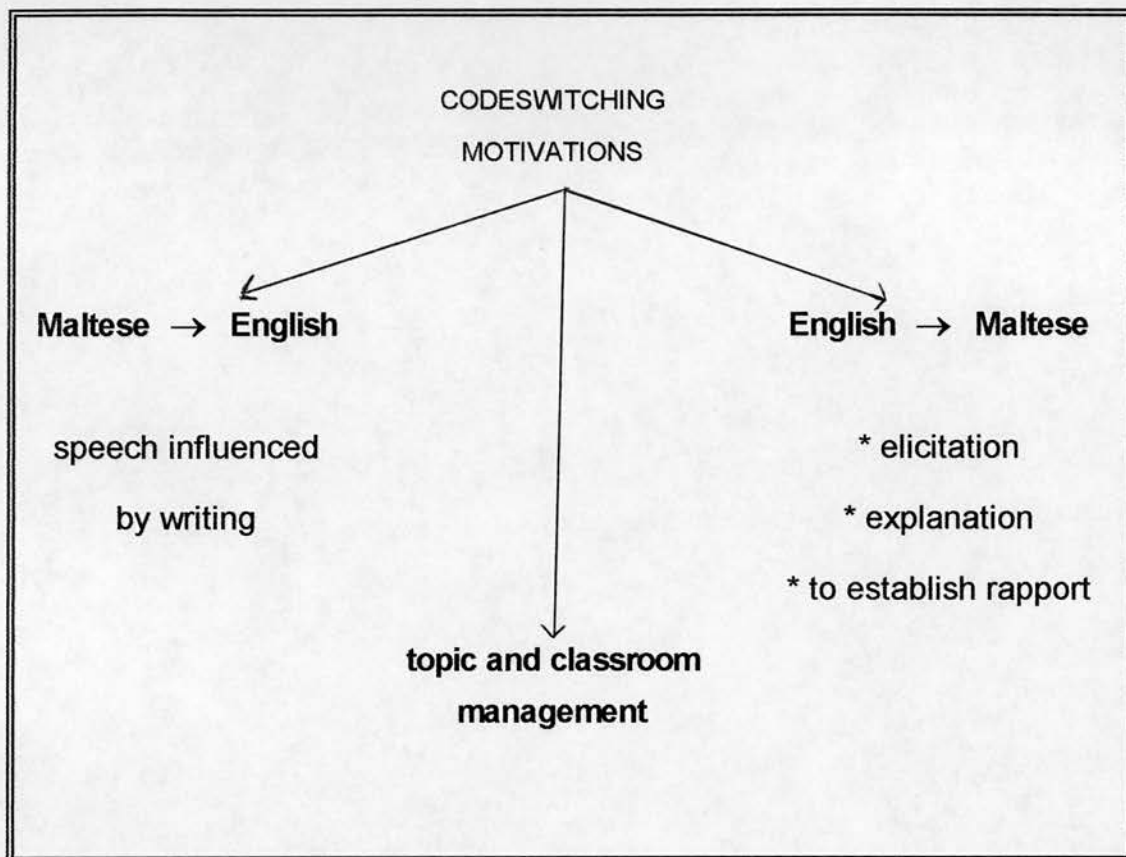 CODESWITCHING
MOTIVATIONS
Maltese → English
speech influenced
by writing
English → Maltese
* elicitation
* explanation
* to establish rapport
topic and classroom
management